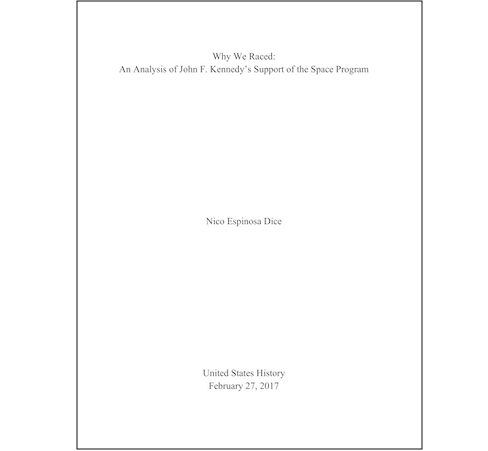 Why We Raced:
An Analysis of John F. Kennedy’s Support of the Space Program
Nico Espinosa Dice
United States History
February 27, 2017